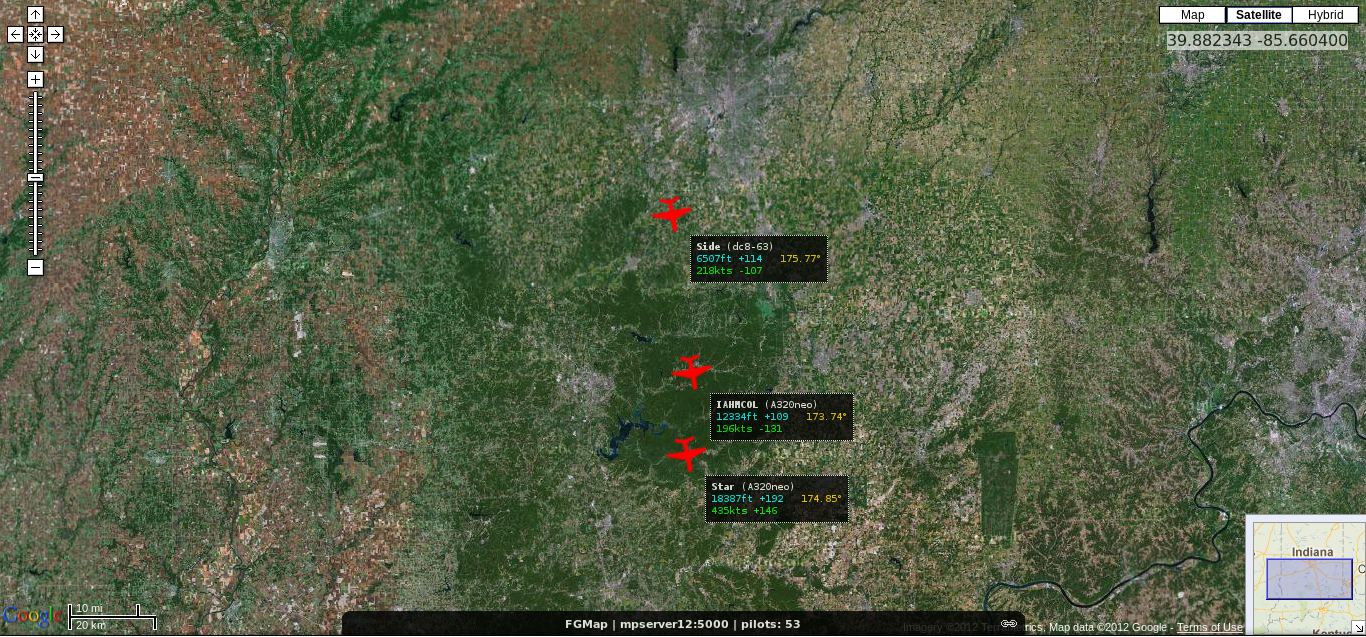 Map Satellite Hybrid
39.882343 -85.660400
Side (dc8-63)
6507ft +114 175.77°
218kts -107
IAHMCOL (A320neo)
12334ft +109 173.74°
196kts -131
Star (A320neo)
18387ft +192 174.85°
435kts +146
Indiana
Google
10 mi
20 km
FGMap | mpserver12:5000 | pilots: 53
Imagery ©2012 rics, Map data ©2012 Google - Terms of Use